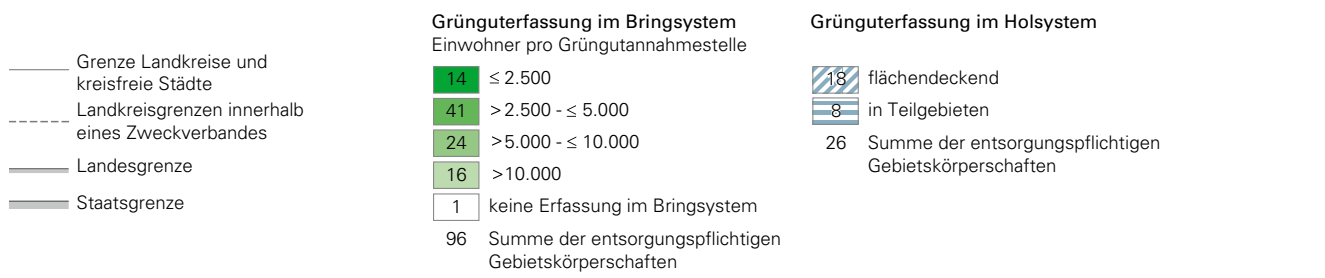 Grenze Landkreise und
kreisfreie Städte
Landkreisgrenzen innerhalb
eines Zweckverbandes
Landesgrenze
Staatsgrenze
Grünguterfassung im Bringsystem
Einwohner pro Grüngutannahmestelle
14 ≤ 2.500
41 >2.500 - ≤ 5.000
24 >5.000 - ≤ 10.000
16 >10.000
1 keine Erfassung im Bringsystem
96 Summe der entsorgungspflichtigen
Gebietskörperschaften
Grünguterfassung im Holsystem
18 flächendeckend
8 in Teilgebieten
26 Summe der entsorgungspflichtigen
Gebietskörperschaften